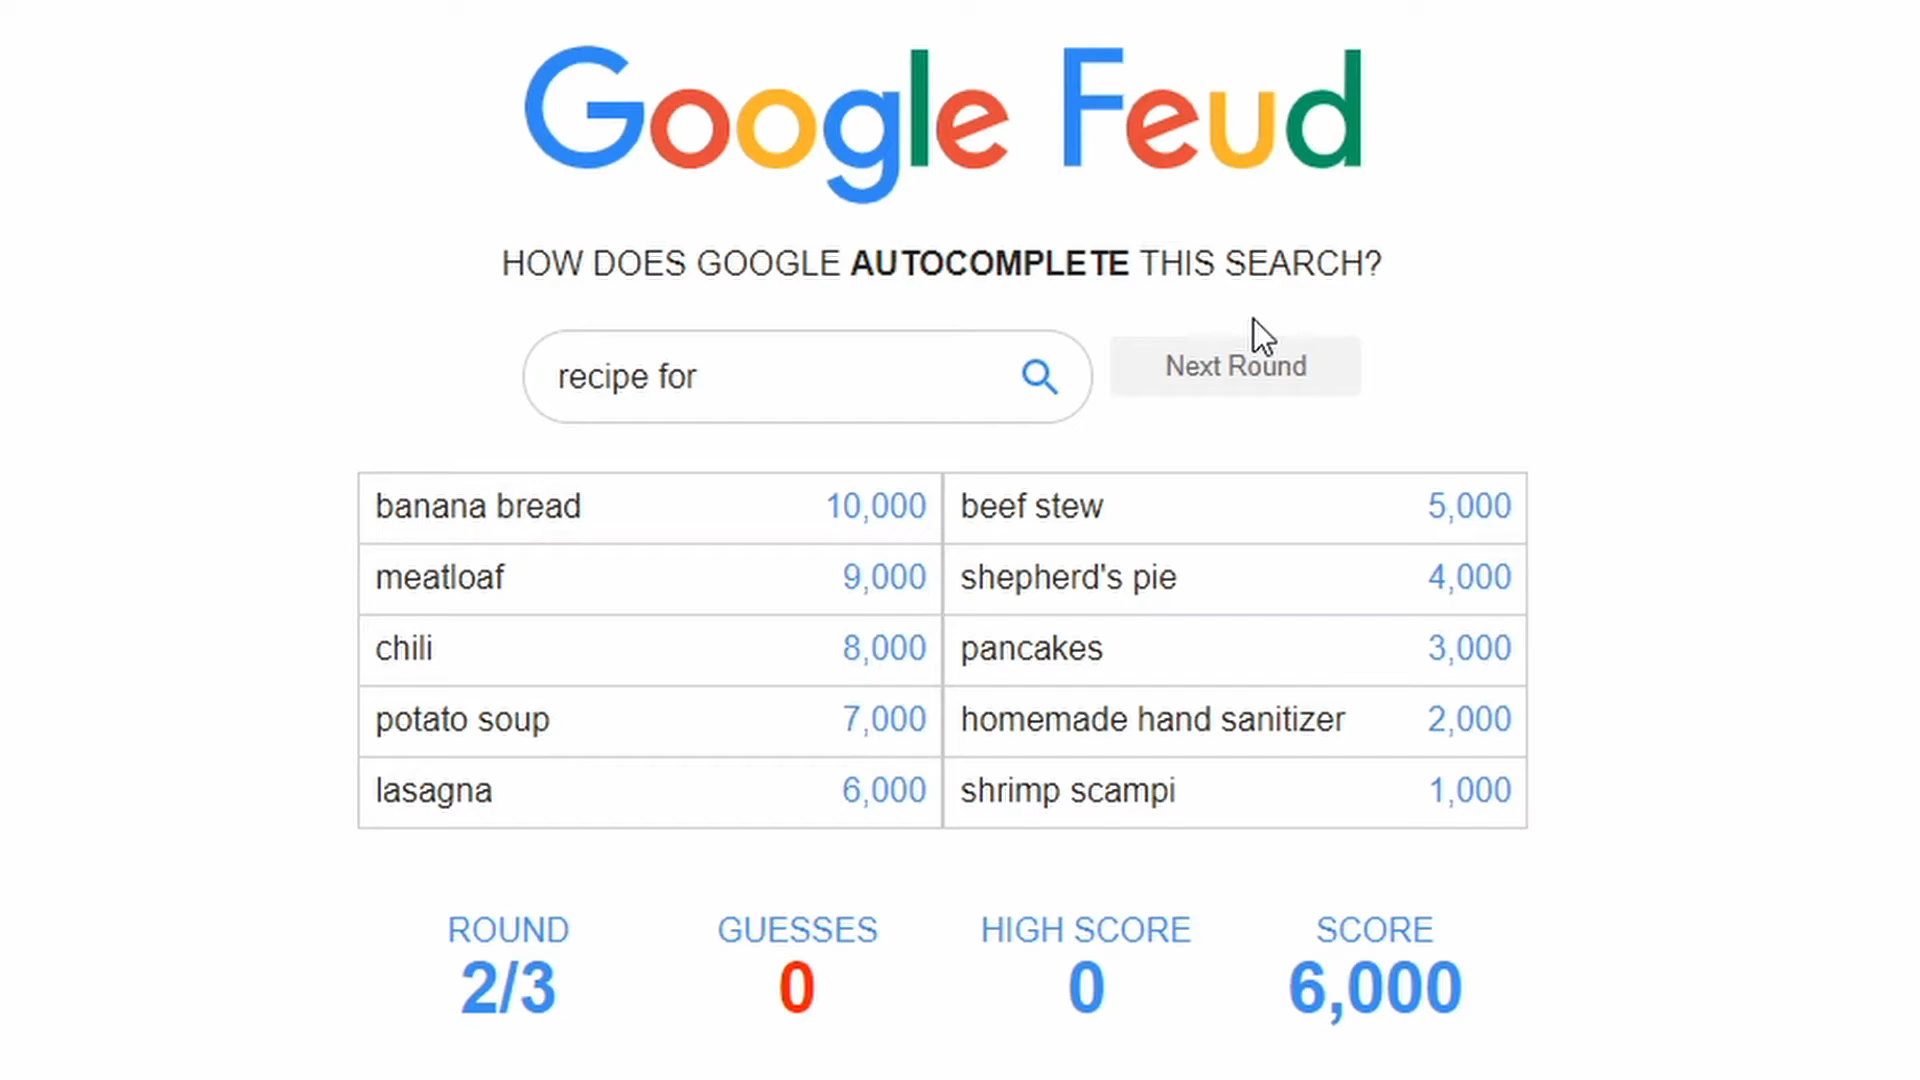 Google Feud
HOW DOES GOOGLE AUTOCOMPLETE THIS SEARCH?
recipe for
Next Round
banana bread 10,000 beef stew 5,000
meatloaf 9,000 shepherd's pie 4,000
chili 8,000 pancakes 3,000
potato soup 7,000 homemade hand sanitizer 2,000
lasagna 6,000 shrimp scampi 1,000
ROUND GUESSES HIGH SCORE SCORE
2/3 0 0 6,000